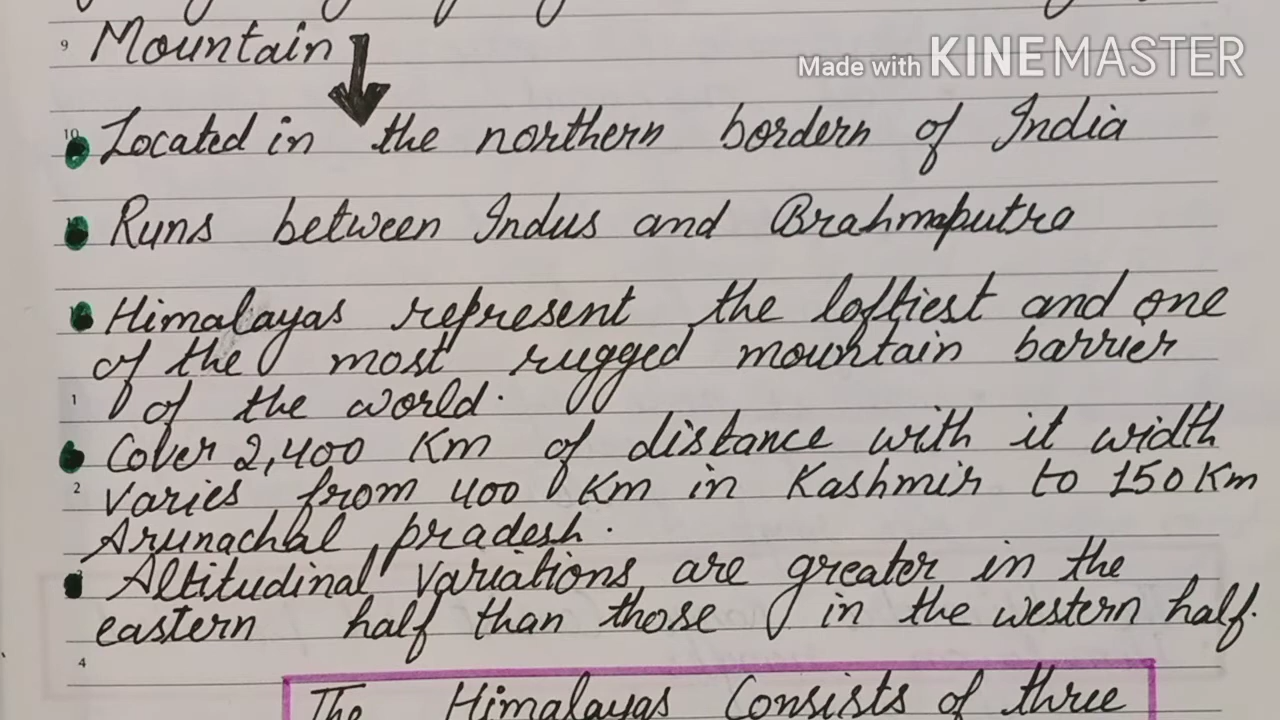 Mountain
Made with KINEMASTER
Located in the northern bordern of India
Runs between Indus and Brahmaputra
Himalayas represent the loftiest and one
of the most rugged mountain barrier
of the world.
Cover 2,400 Km of distance with it width
varies from 400 Km in Kashmir to 150 Km
Arunachal pradesh.
Altitudinal variations are greater in the
eastern half than those in the western half.
The Himalayas Consists of three